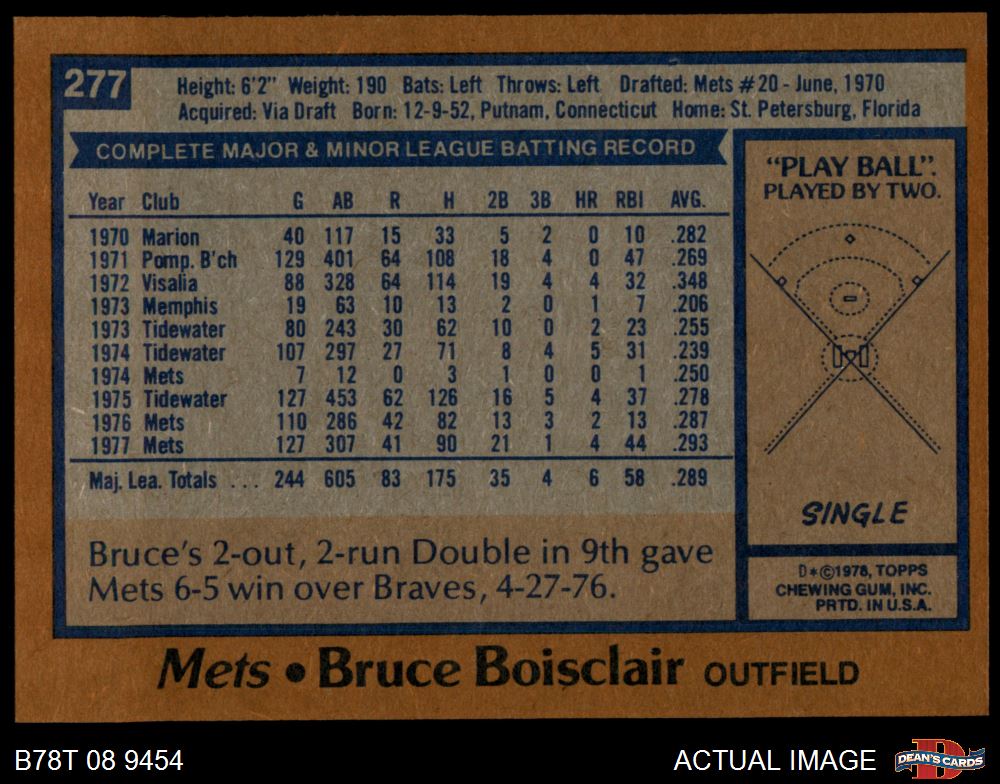 277
Height: 6'2" Weight: 190 Bats: Left Throws: Left Drafted: Mets #20 - June, 1970
Acquired: Via Draft Born: 12-9-52, Putnam, Connecticut Home: St. Petersburg, Florida
COMPLETE MAJOR & MINOR LEAGUE BATTING RECORD
Year Club G AB R H 2B 3B HR RBI AVG.
1970 Marion 40 117 15 33 5 2 0 10 .282
1971 Pomp. B'ch 129 401 64 108 18 4 0 47 .269
1972 Visalia 88 328 64 114 19 4 4 32 .348
1973 Memphis 19 63 10 13 2 0 1 7 .206
1973 Tidewater 80 243 30 62 10 0 2 23 .255
1974 Tidewater 107 297 27 71 8 4 5 31 .239
1974 Mets 7 12 0 3 1 0 0 1 .250
1975 Tidewater 127 453 62 126 16 5 4 37 .278
1976 Mets 110 286 42 82 13 3 2 13 .287
1977 Mets 127 307 41 90 21 1 4 44 .293
Maj. Lea. Totals ... 244 605 83 175 35 4 6 58 .289
Bruce's 2-out, 2-run Double in 9th gave
Mets 6-5 win over Braves, 4-27-76.
"PLAY BALL".
PLAYED BY TWO.
SINGLE
D*©1978, TOPPS
CHEWING GUM, INC.
PRTD. IN U.S.A.
Mets • Bruce Boisclair OUTFIELD
B78T 08 9454
ACTUAL IMAGE
D
DEAN'S CARDS